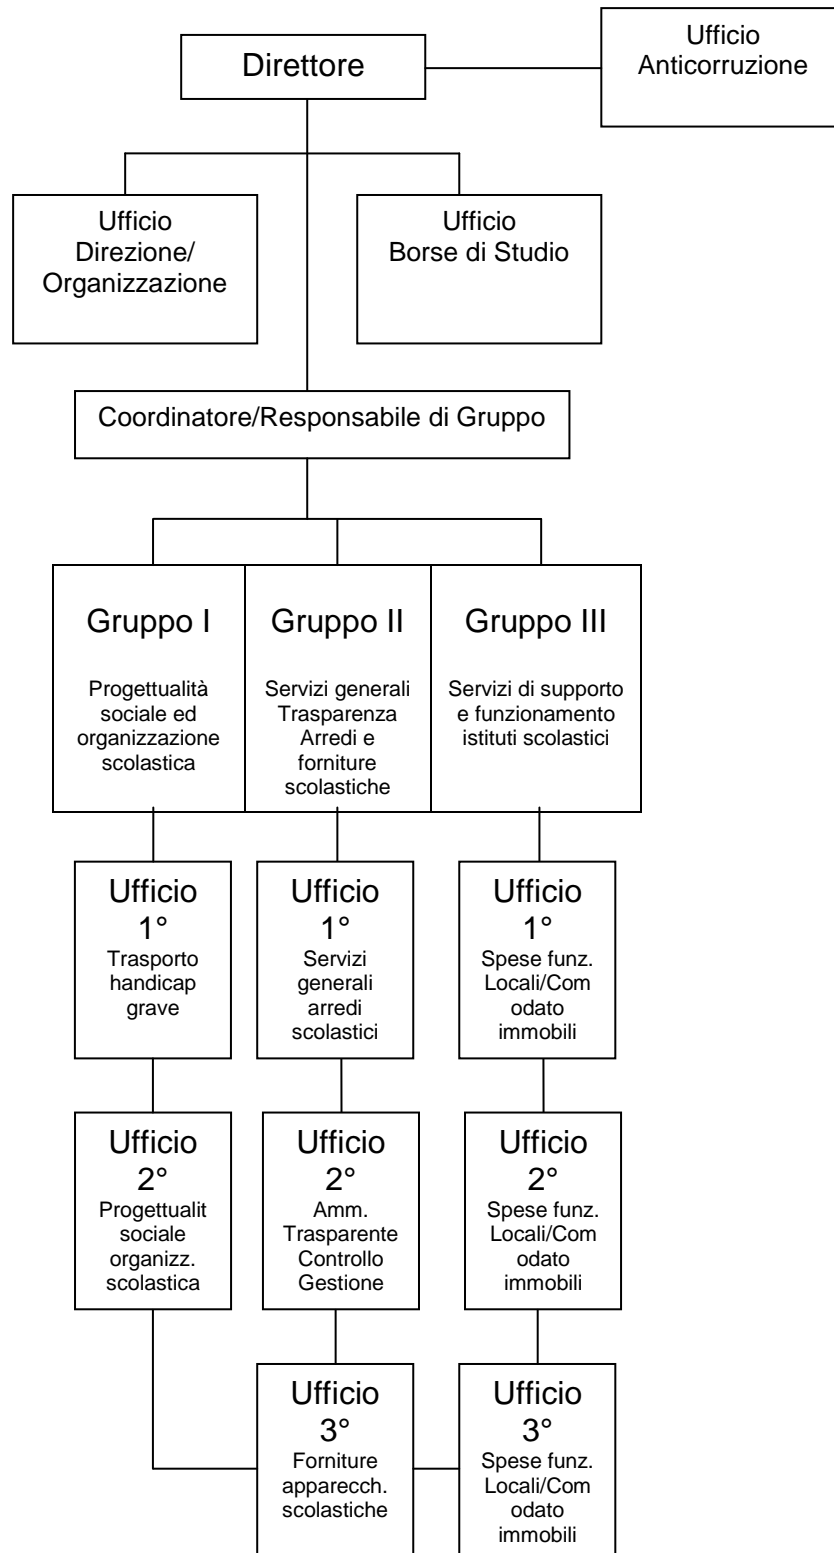 Direttore
Ufficio
Anticorruzione
Ufficio
Direzione/
Organizzazione
Ufficio
Borse di Studio
Coordinatore/Responsabile di Gruppo
Gruppo I
Progettualità
sociale ed
organizzazione
scolastica
Gruppo II
Servizi generali
Trasparenza
Arredi e
forniture
scolastiche
Gruppo III
Servizi di supporto
e funzionamento
istituti scolastici
Ufficio
1°
Trasporto
handicap
grave
Ufficio
1°
Servizi
generali
arredi
scolastici
Ufficio
1°
Spese funz.
Locali/Com
odato
immobili
Ufficio
2°
Progettualit
sociale
organizz.
scolastica
Ufficio
2°
Amm.
Trasparente
Controllo
Gestione
Ufficio
2°
Spese funz.
Locali/Com
odato
immobili
Ufficio
3°
Forniture
apparecch.
scolastiche
Ufficio
3°
Spese funz.
Locali/Com
odato
immobili